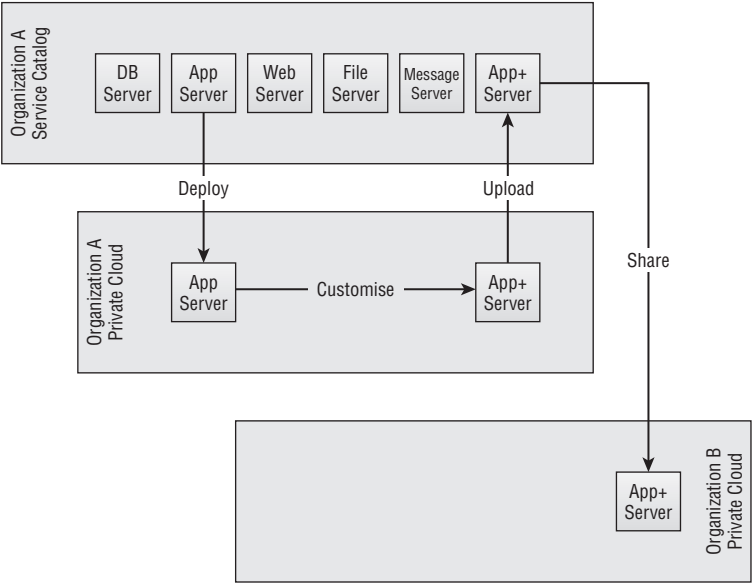 Organization A
Service Catalog
DB
Server
App
Server
Web
Server
File
Server
Message
Server
App+
Server
Deploy
Upload
Share
Organization A
Private Cloud
App
Server
Customise
App+
Server
App+
Server
Organization B
Private Cloud